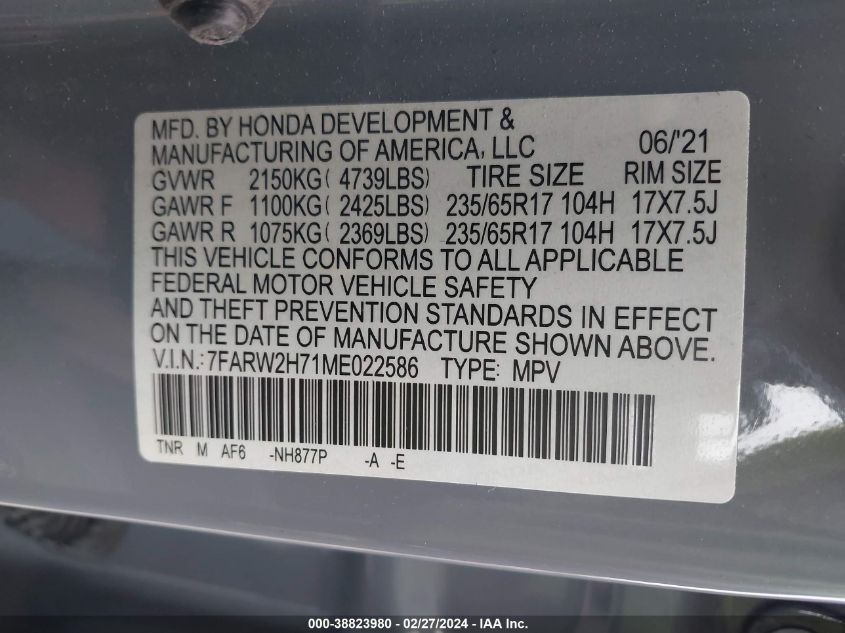 MFD. BY HONDA DEVELOPMENT &
MANUFACTURING OF AMERICA, LLC 06/'21
GVWR 2150KG( 4739LBS) TIRE SIZE RIM SIZE
GAWR F 1100KG( 2425LBS) 235/65R17 104H 17X7.5J
GAWR R 1075KG( 2369LBS) 235/65R17 104H 17X7.5J
THIS VEHICLE CONFORMS TO ALL APPLICABLE
FEDERAL MOTOR VEHICLE SAFETY
AND THEFT PREVENTION STANDARDS IN EFFECT
ON THE DATE OF MANUFACTURE SHOWN ABOVE.
V.I.N.: 7FARW2H71ME022586 TYPE: MPV
TNR M AF6 -NH877P -A -E
000-38823980 - 02/27/2024 - IAA Inc.